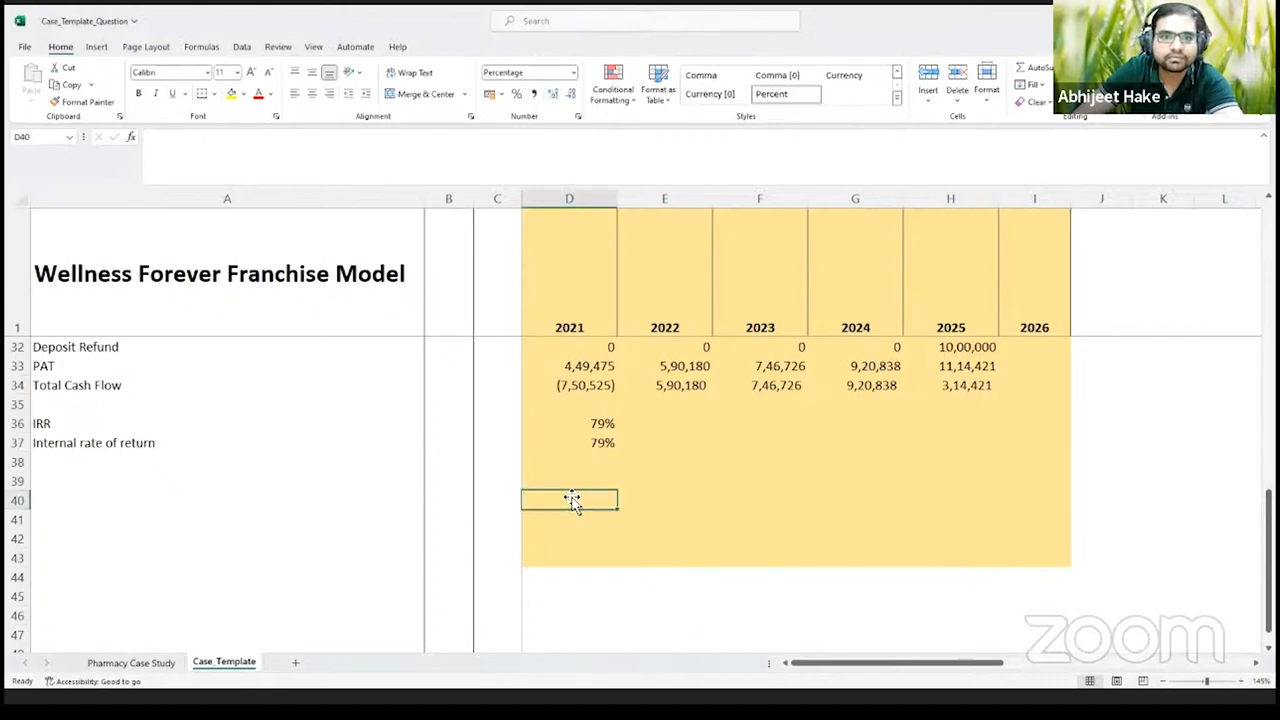 Case_Template_Question
Search
File Home Insert Page Layout Formulas Data Review View Automate Help
Paste
Cut
Copy
Format Painter
Clipboard
Calibri 11
Font
Wrap Text
Merge & Center
Alignment
Percentage
Number
Conditional Formatting
Format as Table
Comma Comma [0] Currency
Currency [0] Percent
Styles
Insert Delete Format
Cells
AutoSu
Fill
Clear
Editing
Add-ins
Abhijeet Hake
D40 fx
A B C D E F G H I J K L
Wellness Forever Franchise Model
1 2021 2022 2023 2024 2025 2026
32 Deposit Refund 0 0 0 0 10,00,000
33 PAT 4,49,475 5,90,180 7,46,726 9,20,838 11,14,421
34 Total Cash Flow (7,50,525) 5,90,180 7,46,726 9,20,838 3,14,421
35
36 IRR 79%
37 Internal rate of return 79%
38
39
40
41
42
43
44
45
46
47
zoom
Pharmacy Case Study Case_Template
Ready Accessibility: Good to go 145%